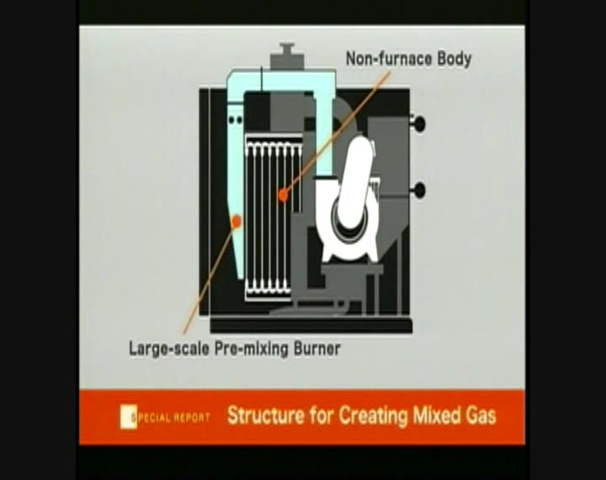 Non-furnace Body
Large-scale Pre-mixing Burner
SPECIAL REPORT Structure for Creating Mixed Gas